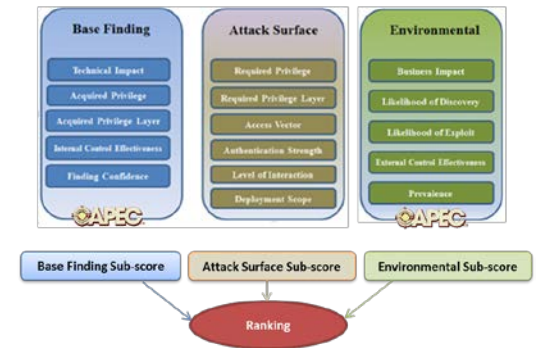 Base Finding
Technical Impact
Acquired Privilege
Acquired Privilege Layer
Internal Control Effectiveness
Finding Confidence
APEC
Attack Surface
Required Privilege
Required Privilege Layer
Access Vector
Authentication Strength
Level of Interaction
Deployment Scope
Environmental
Business Impact
Likelihood of Discovery
Likelihood of Exploit
External Control Effectiveness
Prevalence
APEC
Base Finding Sub-score
Attack Surface Sub-score
Environmental Sub-score
Ranking